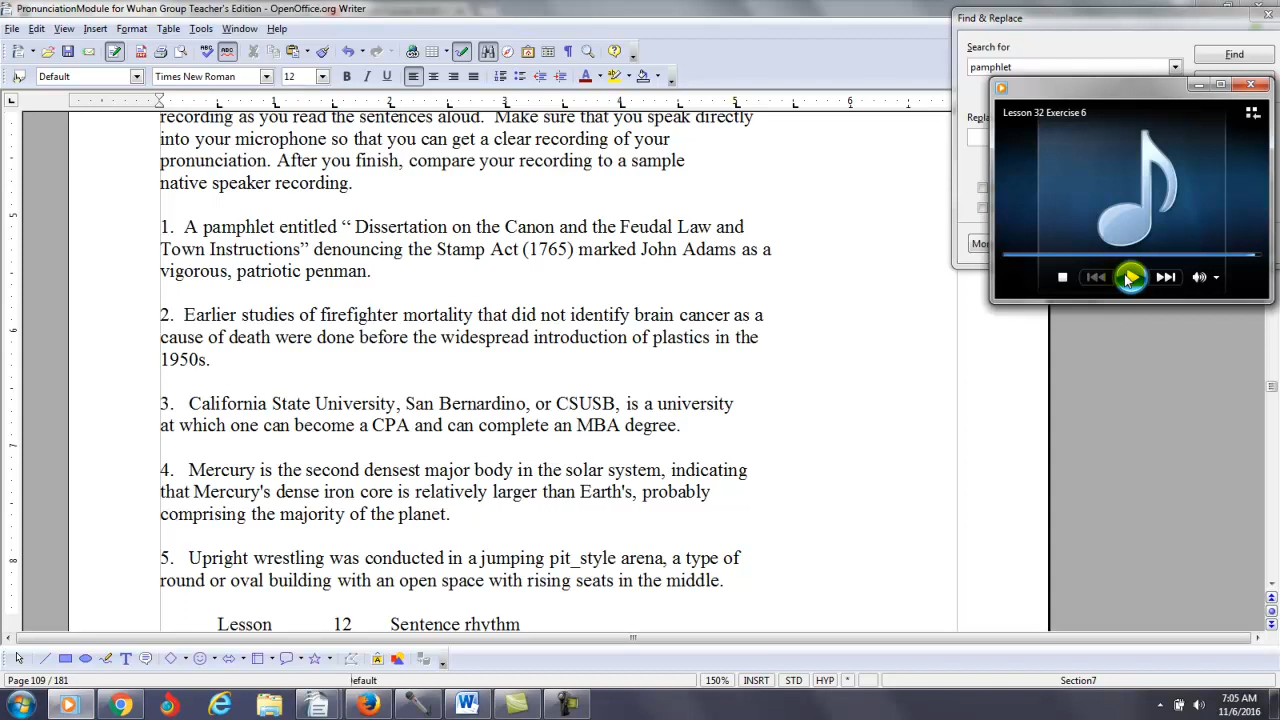 PronunciationModule for Wuhan Group Teacher's Edition - OpenOffice.org Writer
File Edit View Insert Format Table Tools Window Help
Default Times New Roman 12
Find & Replace
Search for
Find
pamphlet
Lesson 32 Exercise 6
recording as you read the sentences aloud. Make sure that you speak directly
into your microphone so that you can get a clear recording of your
pronunciation. After you finish, compare your recording to a sample
native speaker recording.
1. A pamphlet entitled “ Dissertation on the Canon and the Feudal Law and
Town Instructions” denouncing the Stamp Act (1765) marked John Adams as a
vigorous, patriotic penman.
2. Earlier studies of firefighter mortality that did not identify brain cancer as a
cause of death were done before the widespread introduction of plastics in the
1950s.
3. California State University, San Bernardino, or CSUSB, is a university
at which one can become a CPA and can complete an MBA degree.
4. Mercury is the second densest major body in the solar system, indicating
that Mercury's dense iron core is relatively larger than Earth's, probably
comprising the majority of the planet.
5. Upright wrestling was conducted in a jumping pit_style arena, a type of
round or oval building with an open space with rising seats in the middle.
Lesson 12 Sentence rhythm
Page 109 / 181 efault 150% INSRT STD HYP * Section7
7:05 AM
11/6/2016